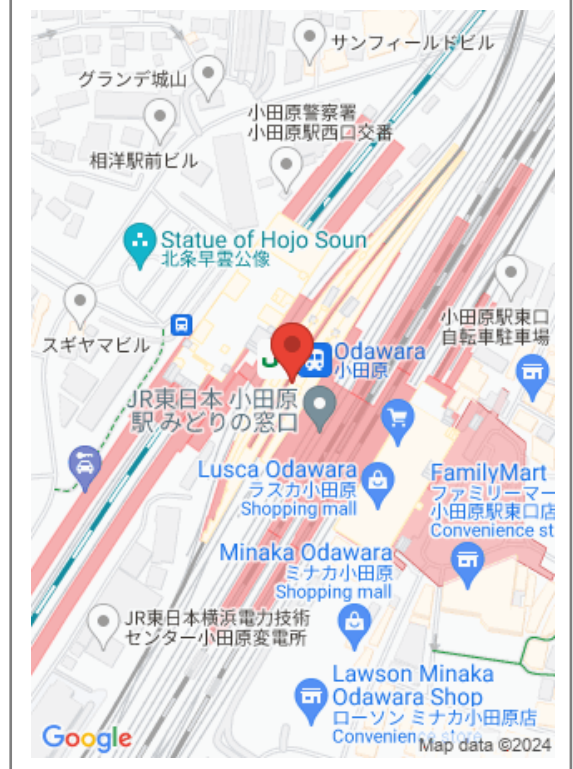 サンフィールドビル
グランデ城山
小田原警察署
小田原駅西口交番
相洋駅前ビル
Statue of Hojo Soun
北条早雲公像
小田原駅東口
自転車駐車場
スギヤマビル
Odawara
小田原
JR東日本 小田原
駅 みどりの窓口
Lusca Odawara
ラスカ小田原
Shopping mall
FamilyMart
ファミリーマー
小田原駅東口店
Convenience st
Minaka Odawara
ミナカ小田原
Shopping mall
JR東日本横浜電力技術
センター小田原変電所
Lawson Minaka
Odawara Shop
ローソン ミナカ小田原店
Convenience store
Google
Map data ©2024